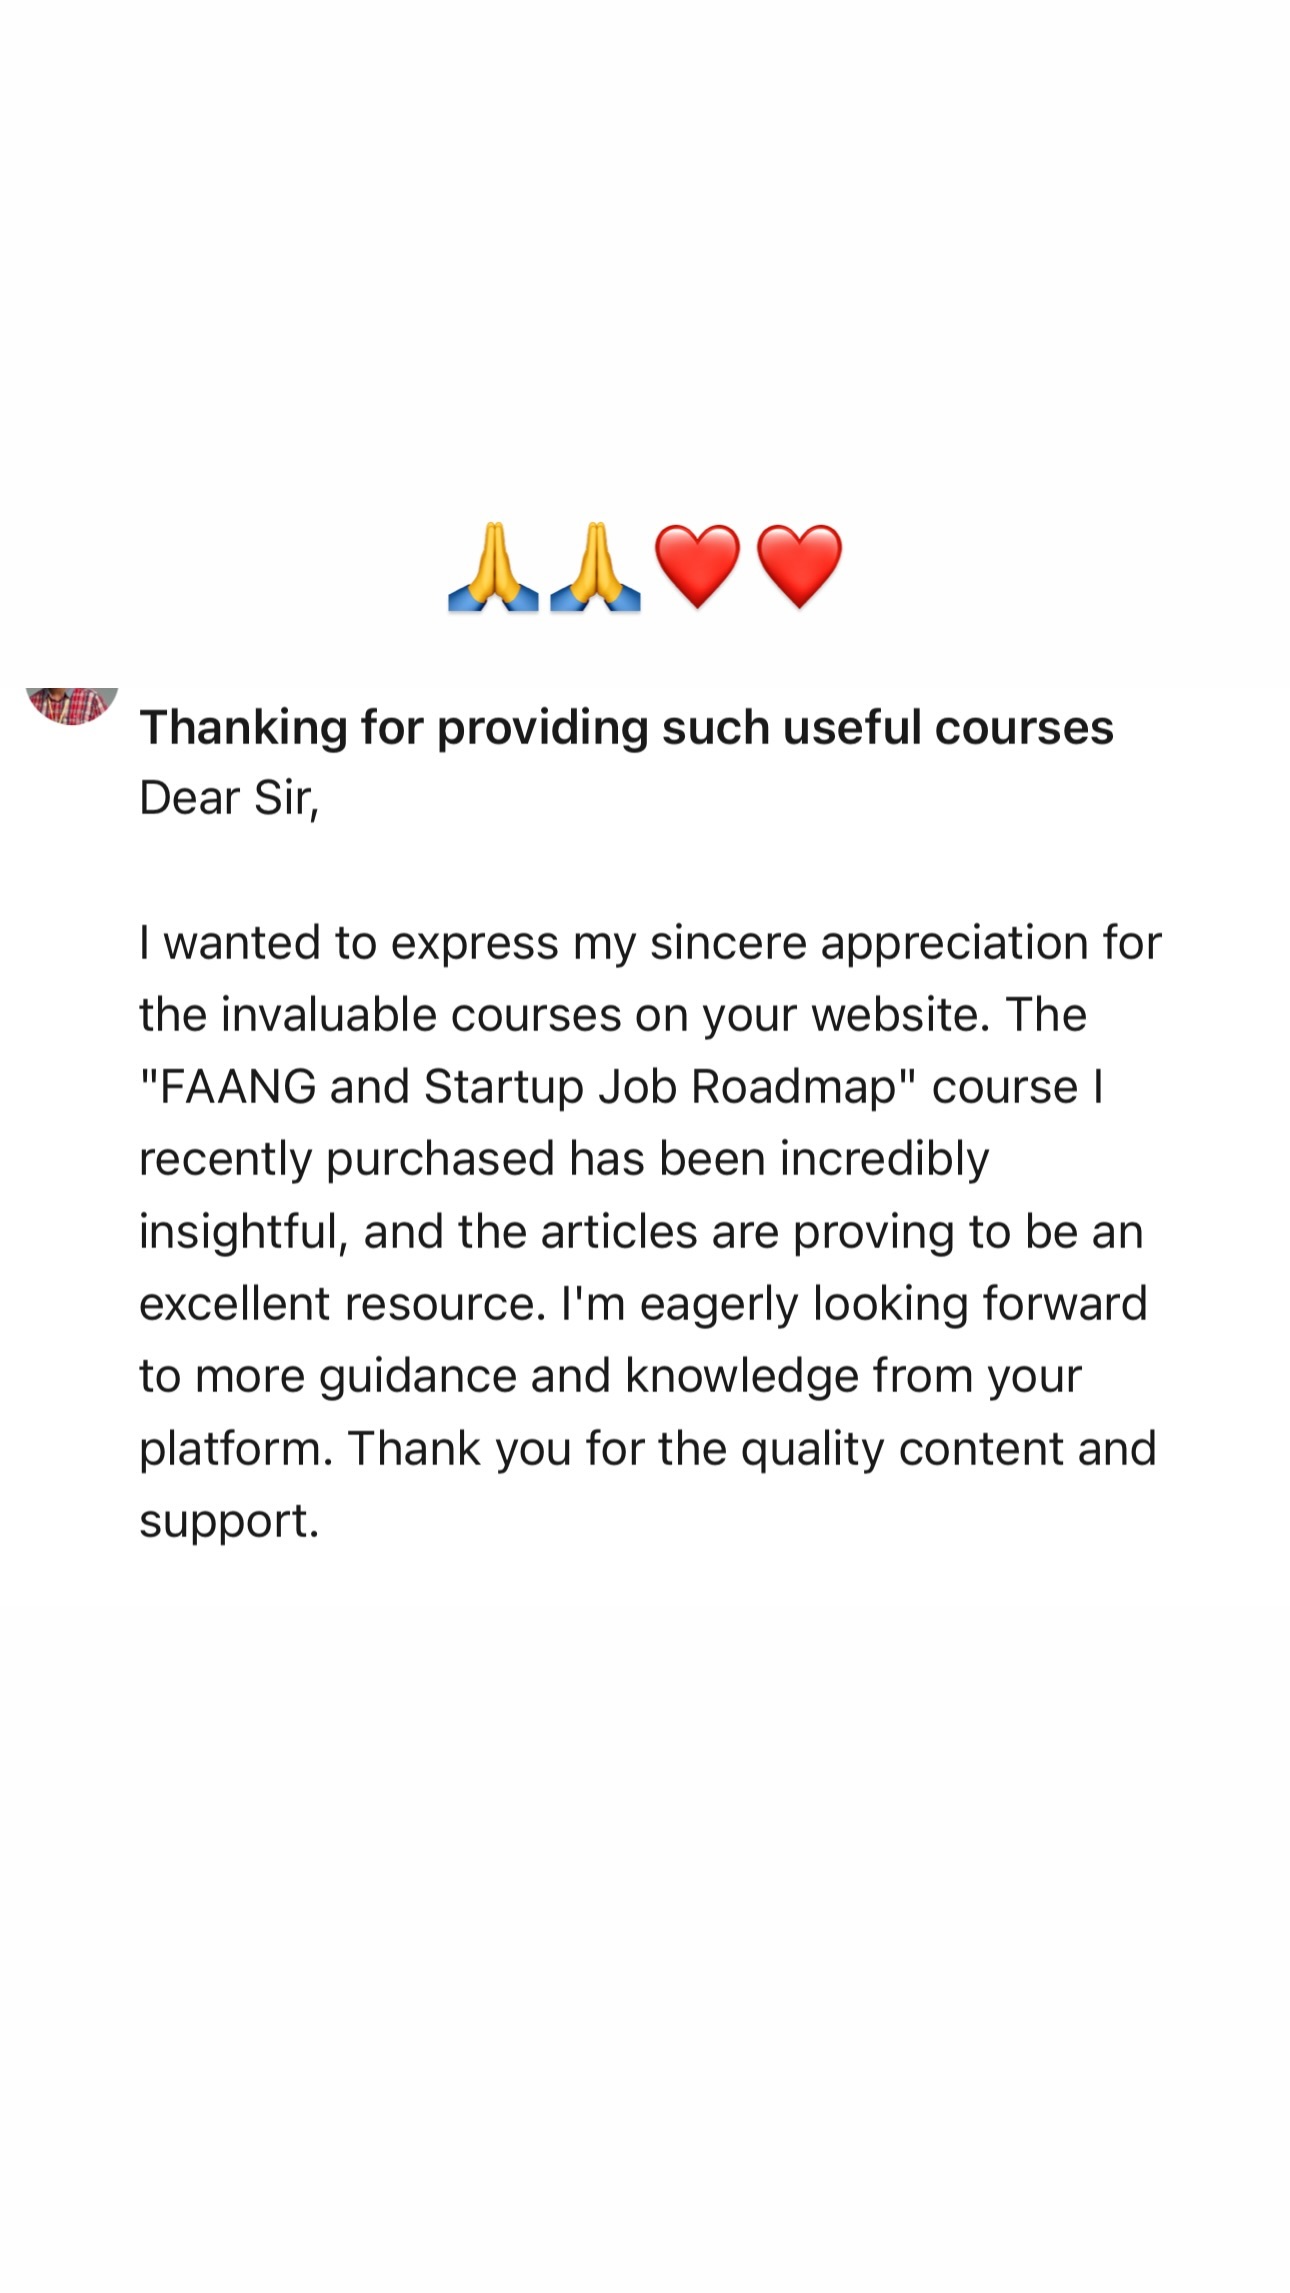 🙏🙏❤️❤️
Thanking for providing such useful courses
Dear Sir,
I wanted to express my sincere appreciation for
the invaluable courses on your website. The
"FAANG and Startup Job Roadmap" course I
recently purchased has been incredibly
insightful, and the articles are proving to be an
excellent resource. I'm eagerly looking forward
to more guidance and knowledge from your
platform. Thank you for the quality content and
support.